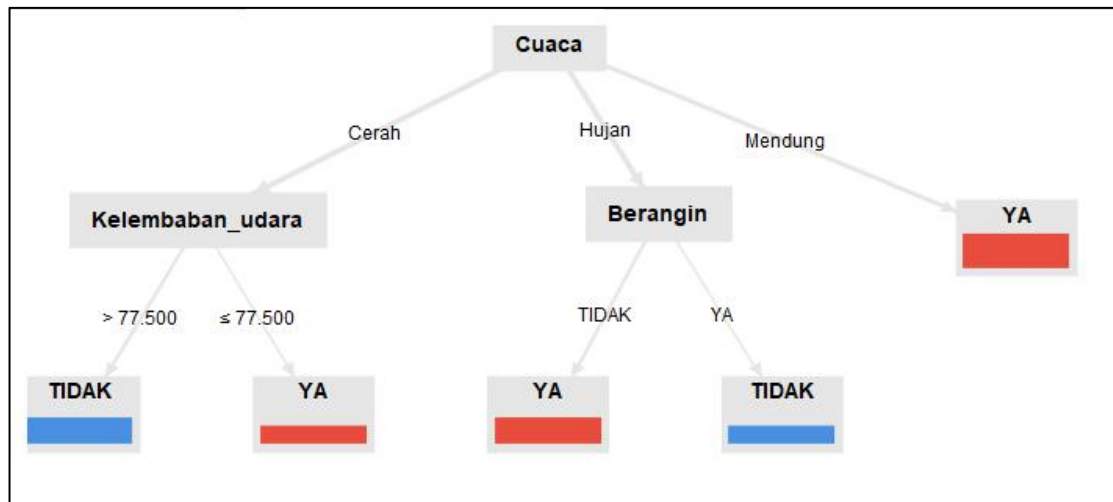 Cuaca
Cerah
Hujan
Mendung
Kelembaban_udara
Berangin
YA
> 77.500
≤ 77.500
TIDAK
YA
TIDAK
YA
YA
TIDAK